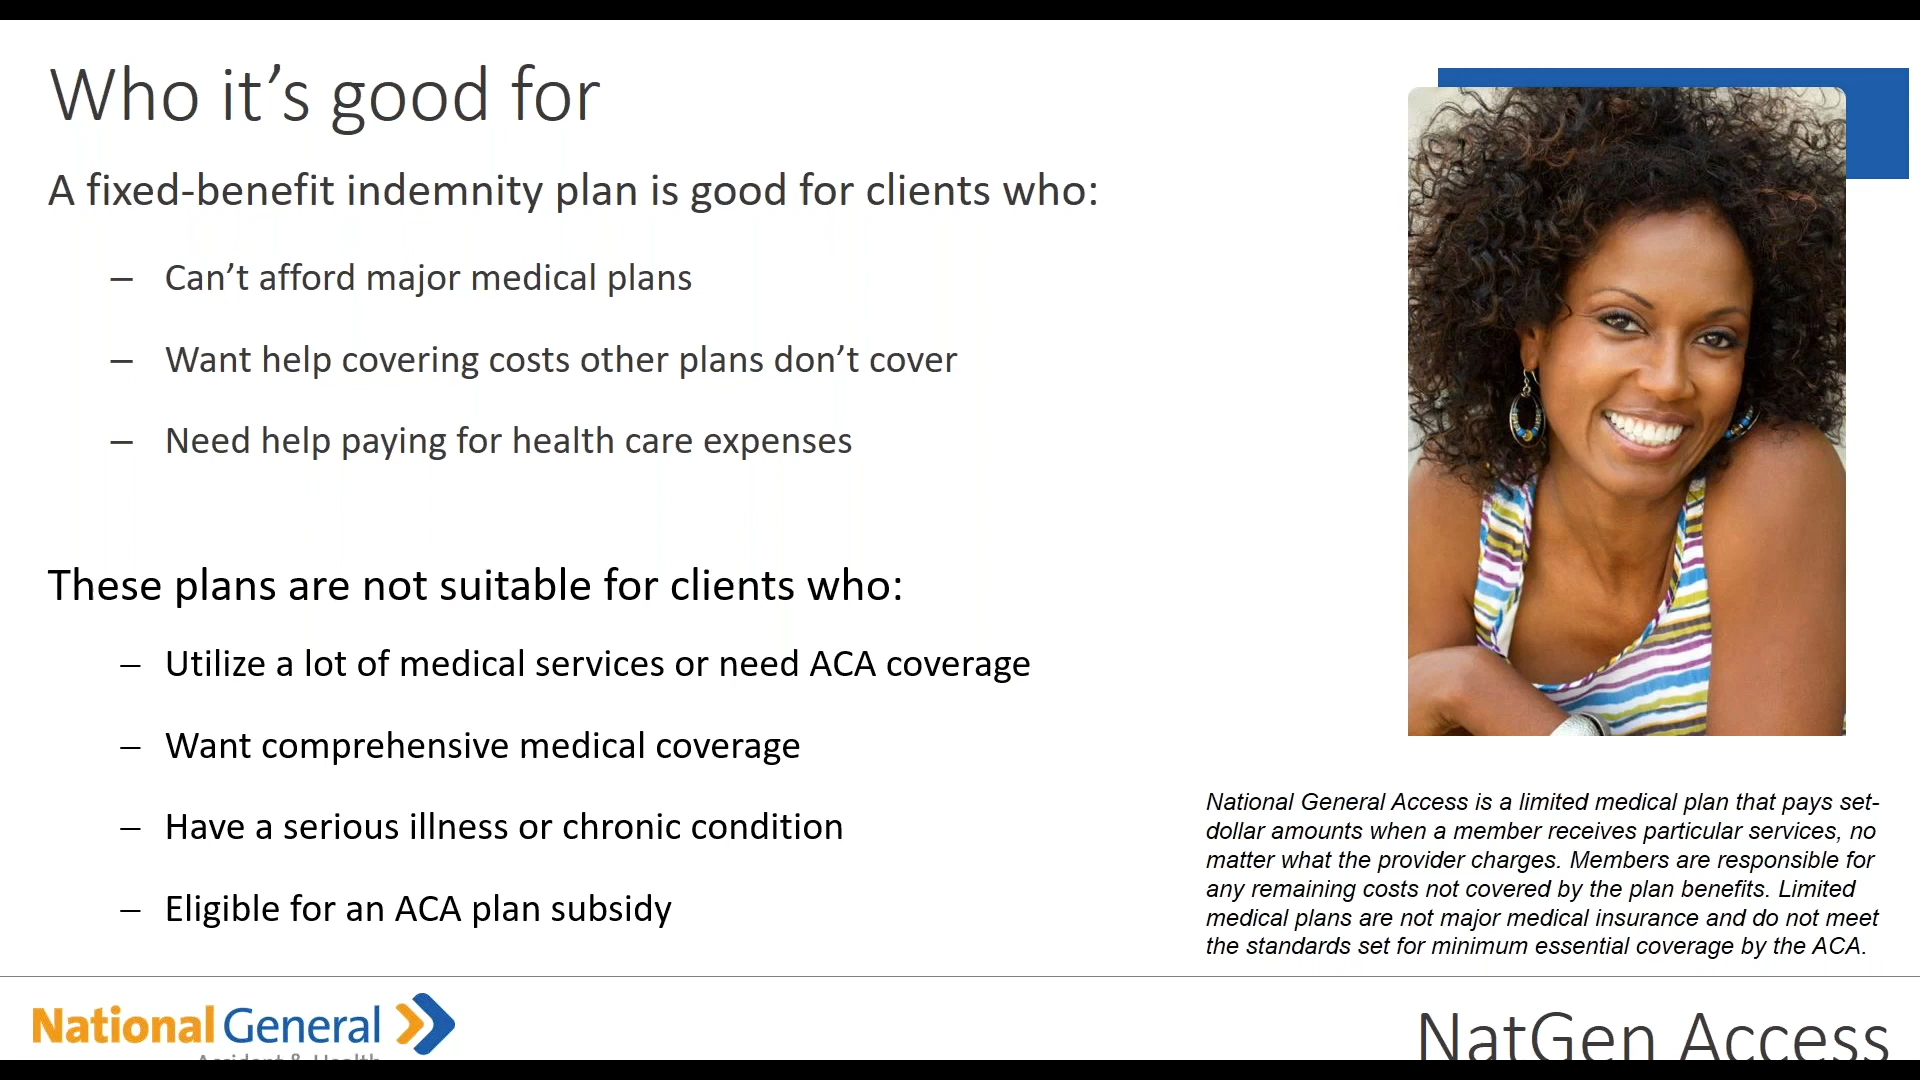 Who it’s good for
A fixed-benefit indemnity plan is good for clients who:
– Can’t afford major medical plans
– Want help covering costs other plans don’t cover
– Need help paying for health care expenses
These plans are not suitable for clients who:
– Utilize a lot of medical services or need ACA coverage
– Want comprehensive medical coverage
– Have a serious illness or chronic condition
– Eligible for an ACA plan subsidy
National General Access is a limited medical plan that pays set-
dollar amounts when a member receives particular services, no
matter what the provider charges. Members are responsible for
any remaining costs not covered by the plan benefits. Limited
medical plans are not major medical insurance and do not meet
the standards set for minimum essential coverage by the ACA.
National General
Accident & Health
NatGen Access